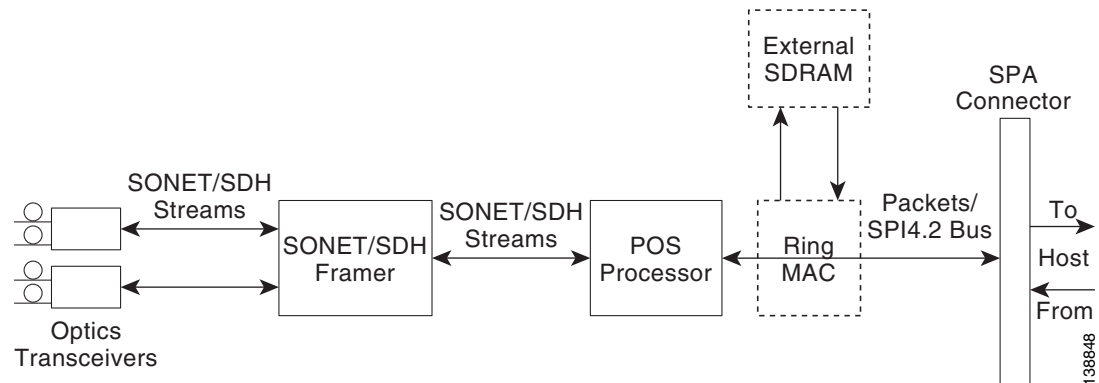 External
SDRAM
SPA
Connector
SONET/SDH
Streams
SONET/SDH
Framer
SONET/SDH
Streams
POS
Processor
Ring
MAC
Packets/
SPI4.2 Bus
To
Host
From
Optics
Transceivers
138848